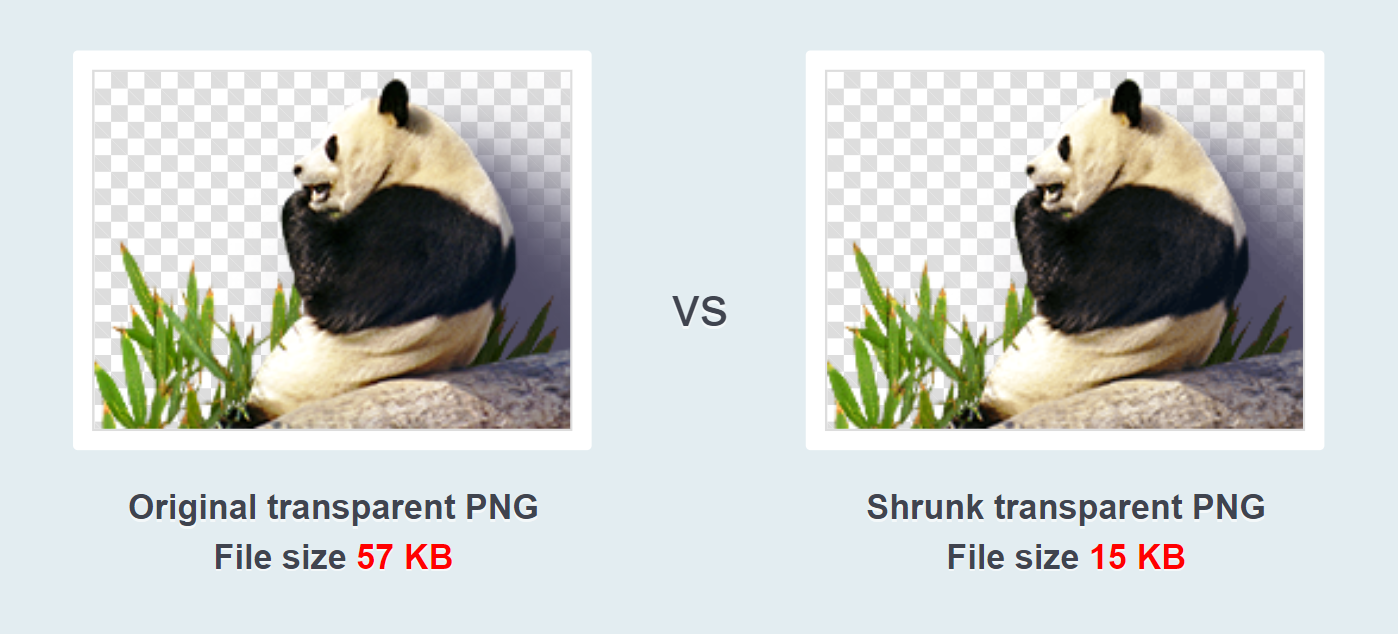 vs
Original transparent PNG
File size 57 KB
Shrunk transparent PNG
File size 15 KB